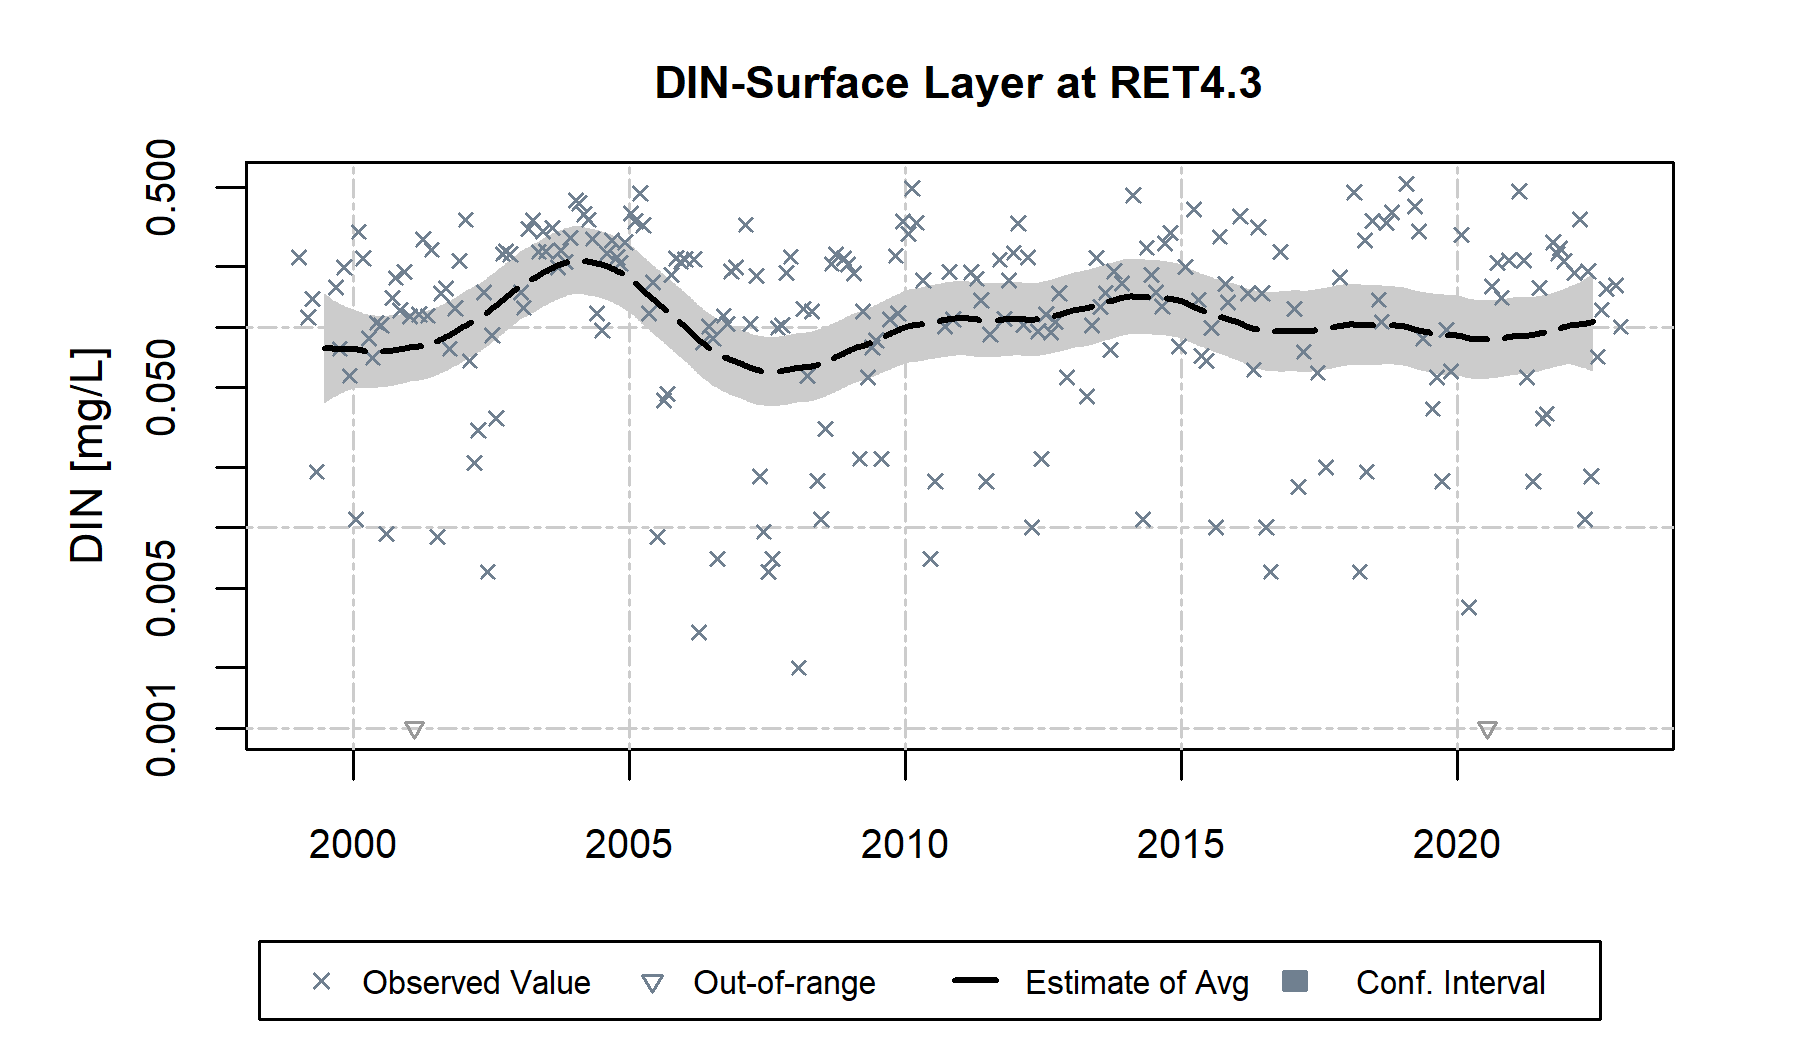 DIN-Surface Layer at RET4.3
DIN [mg/L]
0.500
0.050
0.005
0.001
2000 2005 2010 2015 2020
Observed Value Out-of-range Estimate of Avg Conf. Interval